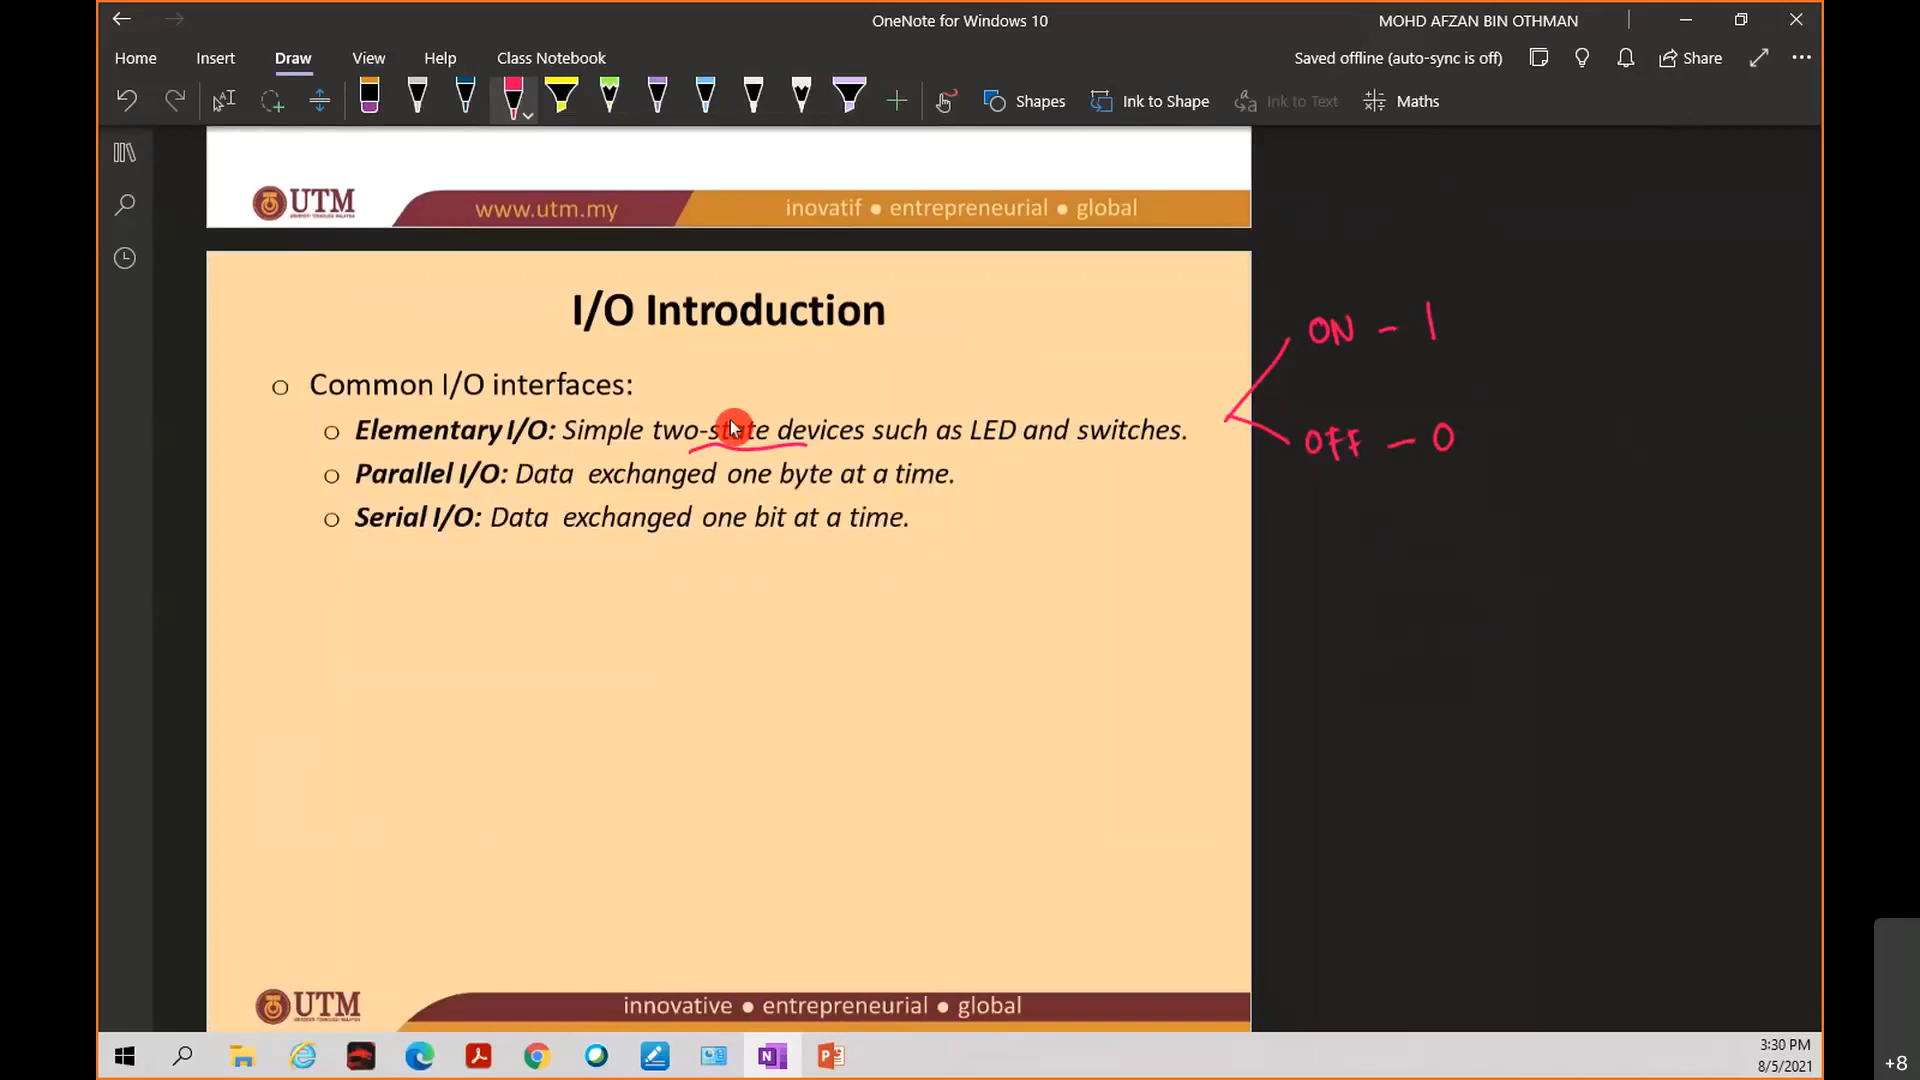 OneNote for Windows 10
MOHD AFZAN BIN OTHMAN
Home Insert Draw View Help Class Notebook
Saved offline (auto-sync is off) Share
Shapes Ink to Shape Ink to Text Maths
UTM
www.utm.my
inovatif ● entrepreneurial ● global
I/O Introduction
Common I/O interfaces:
Elementary I/O: Simple two-state devices such as LED and switches.
Parallel I/O: Data exchanged one byte at a time.
Serial I/O: Data exchanged one bit at a time.
ON - 1
OFF - 0
UTM
innovative ● entrepreneurial ● global
3:30 PM
8/5/2021
+8